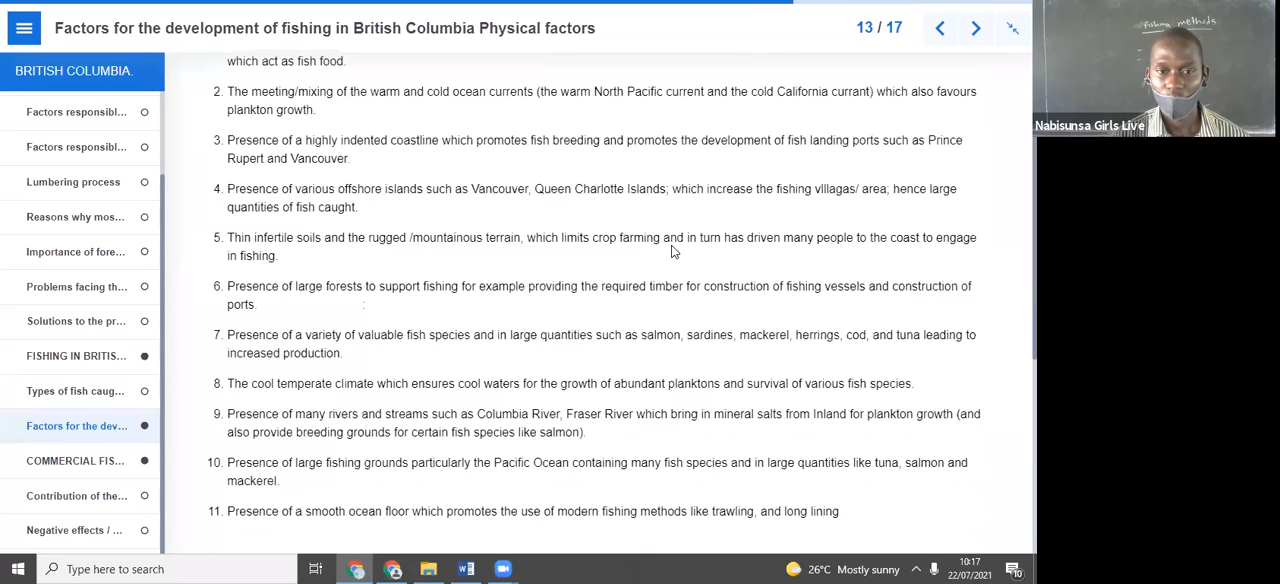 Factors for the development of fishing in British Columbia Physical factors
13 / 17
fishing methods
Nabisunsa Girls Live
BRITISH COLUMBIA.
Factors responsibl...
Factors responsibl...
Lumbering process
Reasons why mos...
Importance of fore...
Problems facing th...
Solutions to the pr...
FISHING IN BRITIS...
Types of fish caug...
Factors for the dev...
COMMERCIAL FIS...
Contribution of the...
Negative effects / ...
which act as fish food.
2. The meeting/mixing of the warm and cold ocean currents (the warm North Pacific current and the cold California currant) which also favours
plankton growth.
3. Presence of a highly indented coastline which promotes fish breeding and promotes the development of fish landing ports such as Prince
Rupert and Vancouver.
4. Presence of various offshore islands such as Vancouver, Queen Charlotte Islands; which increase the fishing vlllagas/ area; hence large
quantities of fish caught.
5. Thin infertile soils and the rugged /mountainous terrain, which limits crop farming and in turn has driven many people to the coast to engage
in fishing.
6. Presence of large forests to support fishing for example providing the required timber for construction of fishing vessels and construction of
ports. :
7. Presence of a variety of valuable fish species and in large quantities such as salmon, sardines, mackerel, herrings, cod, and tuna leading to
increased production.
8. The cool temperate climate which ensures cool waters for the growth of abundant planktons and survival of various fish species.
9. Presence of many rivers and streams such as Columbia River, Fraser River which bring in mineral salts from Inland for plankton growth (and
also provide breeding grounds for certain fish species like salmon).
10. Presence of large fishing grounds particularly the Pacific Ocean containing many fish species and in large quantities like tuna, salmon and
mackerel.
11. Presence of a smooth ocean floor which promotes the use of modern fishing methods like trawling, and long lining
Type here to search
26°C Mostly sunny
10:17
22/07/2021
10